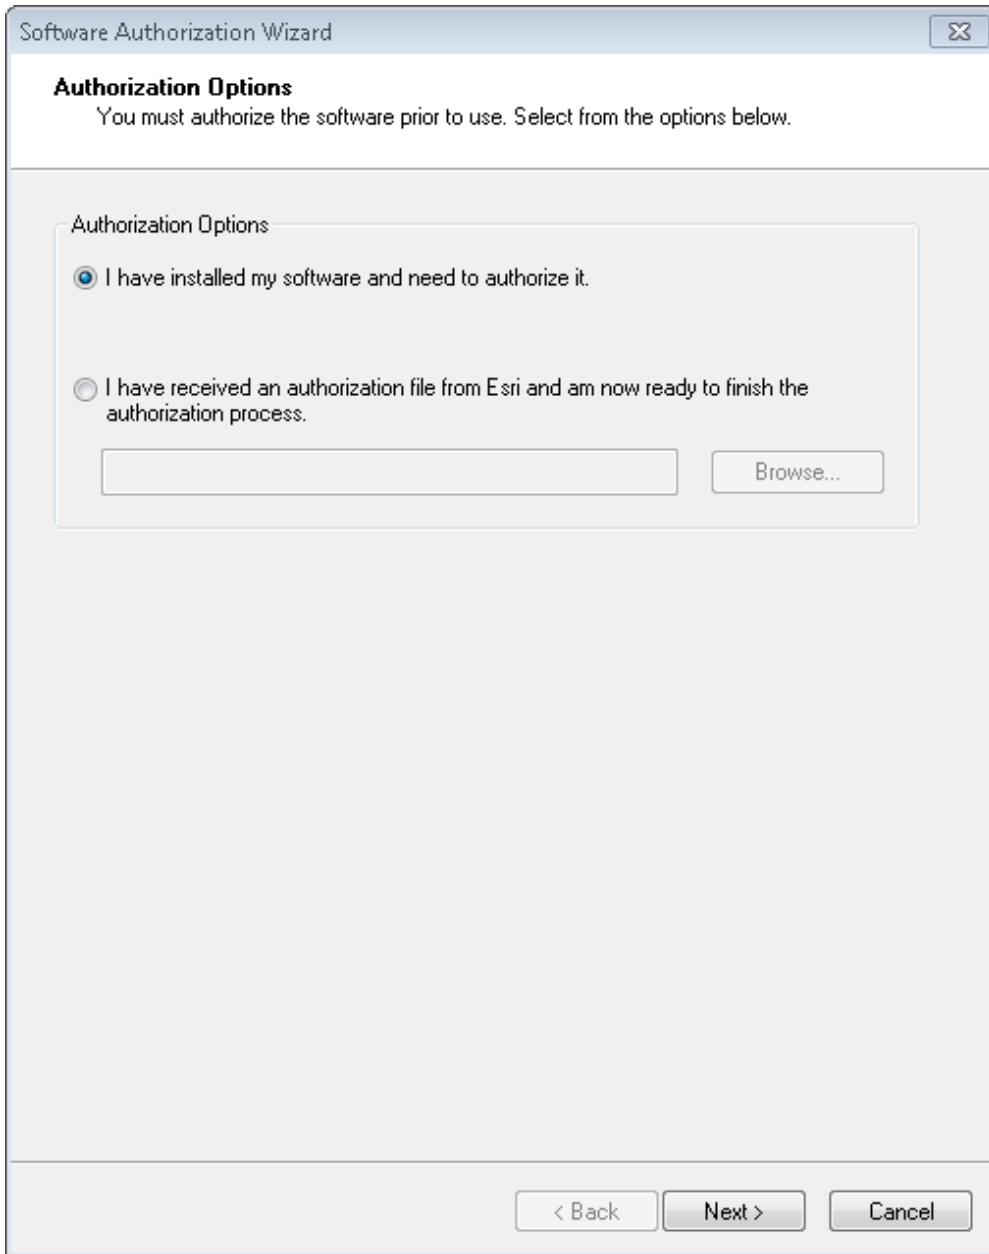 Software Authorization Wizard
Authorization Options
You must authorize the software prior to use. Select from the options below.
Authorization Options
I have installed my software and need to authorize it.
I have received an authorization file from Esri and am now ready to finish the
authorization process.
Browse...
< Back
Next >
Cancel